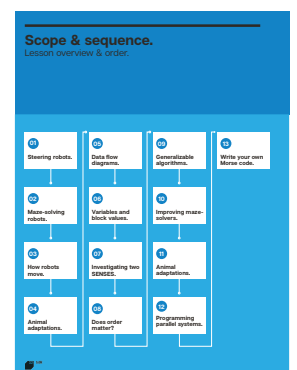 Scope & sequence.
Lesson overview & order.
01
Steering robots.
02
Maze-solving
robots.
03
How robots
move.
04
Animal
adaptations.
05
Data flow
diagrams.
06
Variables and
block values.
07
Investigating two
SENSES.
08
Does order
matter?
09
Generalizable
algorithms.
10
Improving maze-
solvers.
11
Animal
adaptations.
12
Programming
parallel systems.
13
Write your own
Morse code.